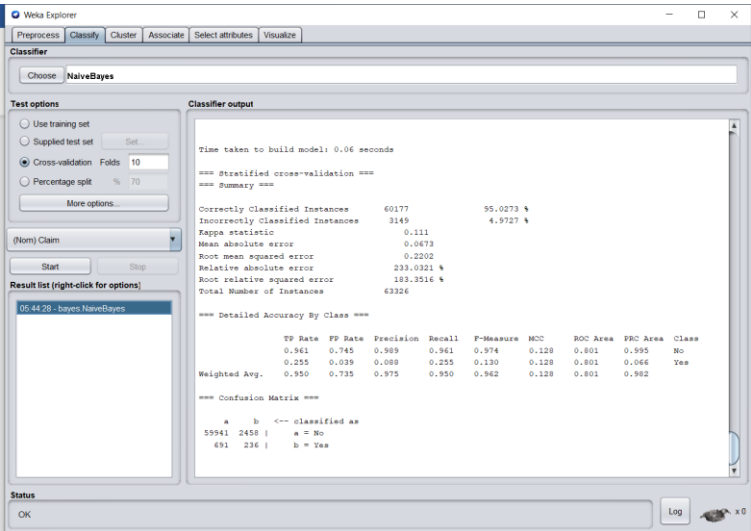 Weka Explorer
Preprocess Classify Cluster Associate Select attributes Visualize
Classifier
Choose NaiveBayes
Test options
Use training set
Supplied test set Set...
Cross-validation Folds 10
Percentage split % 70
More options...
(Nom) Claim
Start Stop
Result list (right-click for options)
05:44:28 - bayes.NaiveBayes
Classifier output
Time taken to build model: 0.06 seconds
=== Stratified cross-validation ===
=== Summary ===
Correctly Classified Instances 60177 95.0273 %
Incorrectly Classified Instances 3149 4.9727 %
Kappa statistic 0.111
Mean absolute error 0.0673
Root mean squared error 0.2202
Relative absolute error 233.0321 %
Root relative squared error 183.3516 %
Total Number of Instances 63326
=== Detailed Accuracy By Class ===
TP Rate FP Rate Precision Recall F-Measure MCC ROC Area PRC Area Class
0.961 0.745 0.989 0.961 0.974 0.128 0.801 0.995 No
0.255 0.039 0.088 0.255 0.130 0.128 0.801 0.066 Yes
Weighted Avg. 0.950 0.735 0.975 0.950 0.962 0.128 0.801 0.982
=== Confusion Matrix ===
a b <-- classified as
59941 2458 | a = No
691 236 | b = Yes
Status
OK
Log
x 0